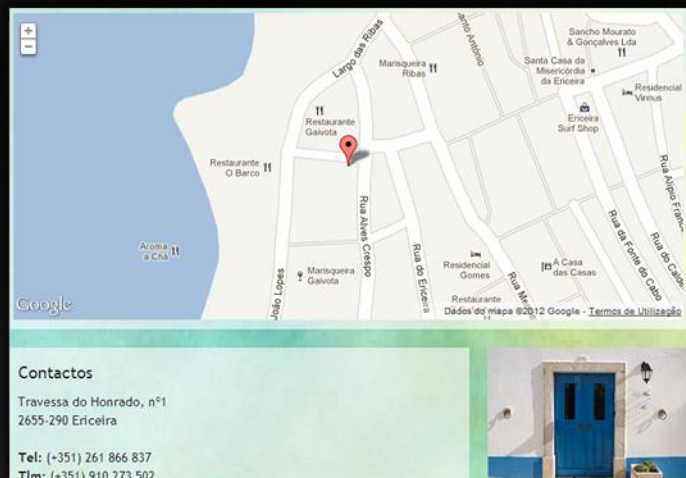 +
−
Largo das Ribas
Santo António
Sancho Mourato
& Gonçalves Lda
Marisqueira
Ribas
Santa Casa da
Misericórdia
da Ericeira
Residencial
Vinnus
Restaurante
Gaivota
Ericeira
Surf Shop
Restaurante
O Barco
Rua Alves Crespo
Aroma
a Chá
Rua do Ericeira
Marisqueira
Gaivota
João Lopes
Residencial
Gomes
A Casa
das Casas
Rua da Fonte do Cabo
Restaurante
Google
Dados do mapa ©2012 Google - Termos de Utilização
Contactos
Travessa do Honrado, nº1
2655-290 Ericeira
Tel: (+351) 261 866 837
Tlm: (+351) 910 273 502